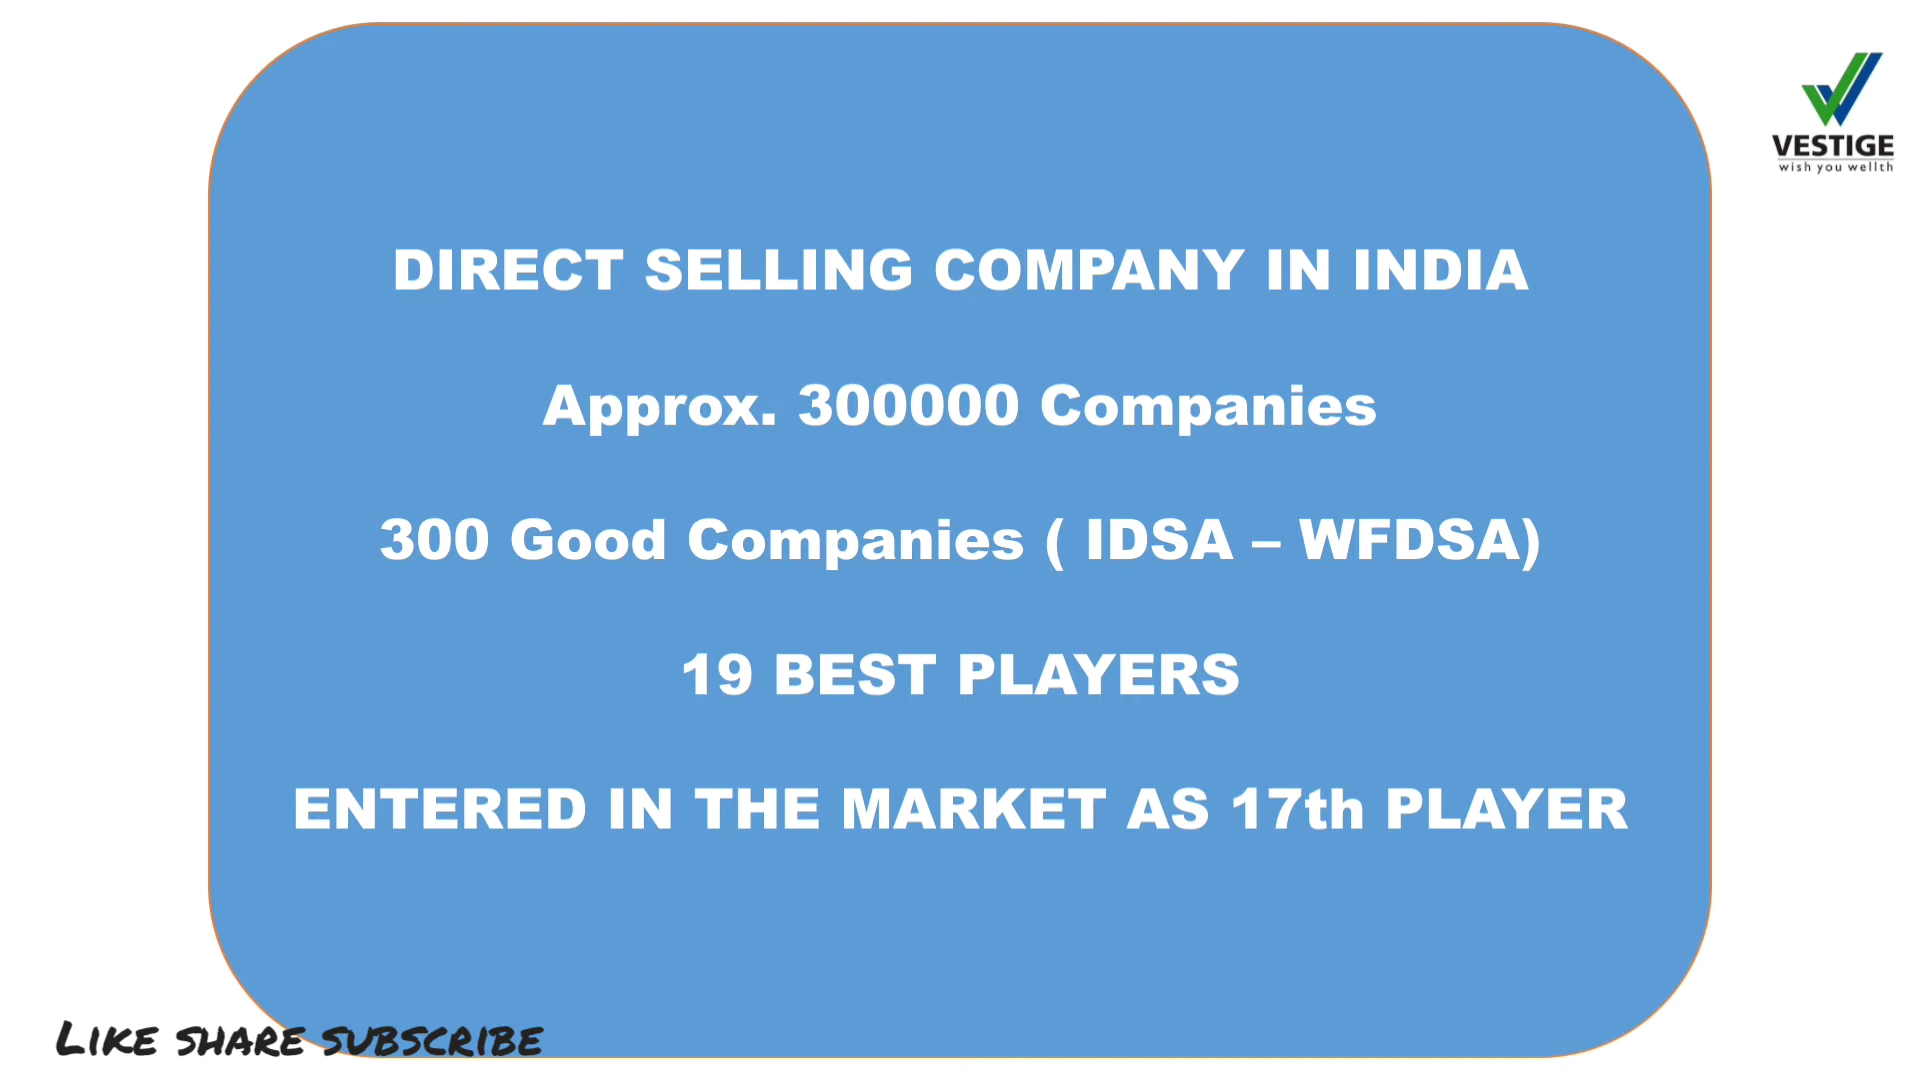 VESTIGE
wish you wellth
DIRECT SELLING COMPANY IN INDIA
Approx. 300000 Companies
300 Good Companies ( IDSA – WFDSA)
19 BEST PLAYERS
ENTERED IN THE MARKET AS 17th PLAYER
LIKE SHARE SUBSCRIBE